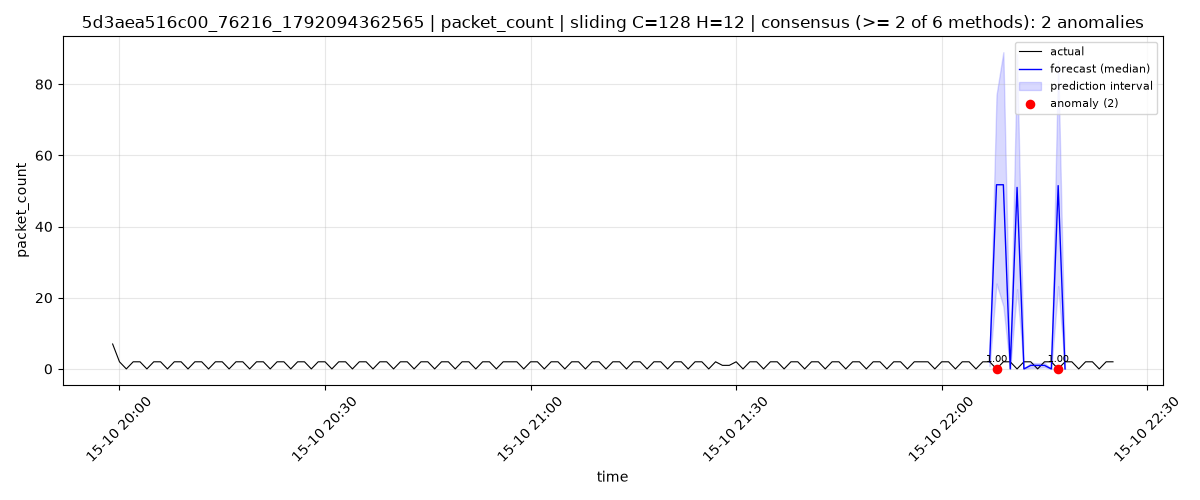 5d3aea516c00_76216_1792094362565 | packet_count | sliding C=128 H=12 | consensus (>= 2 of 6 methods): 2 anomalies
actual
forecast (median)
prediction interval
anomaly (2)
packet_count
80
60
40
20
0
1.00
1.00
15-10 20:00
15-10 20:30
15-10 21:00
15-10 21:30
15-10 22:00
15-10 22:30
time